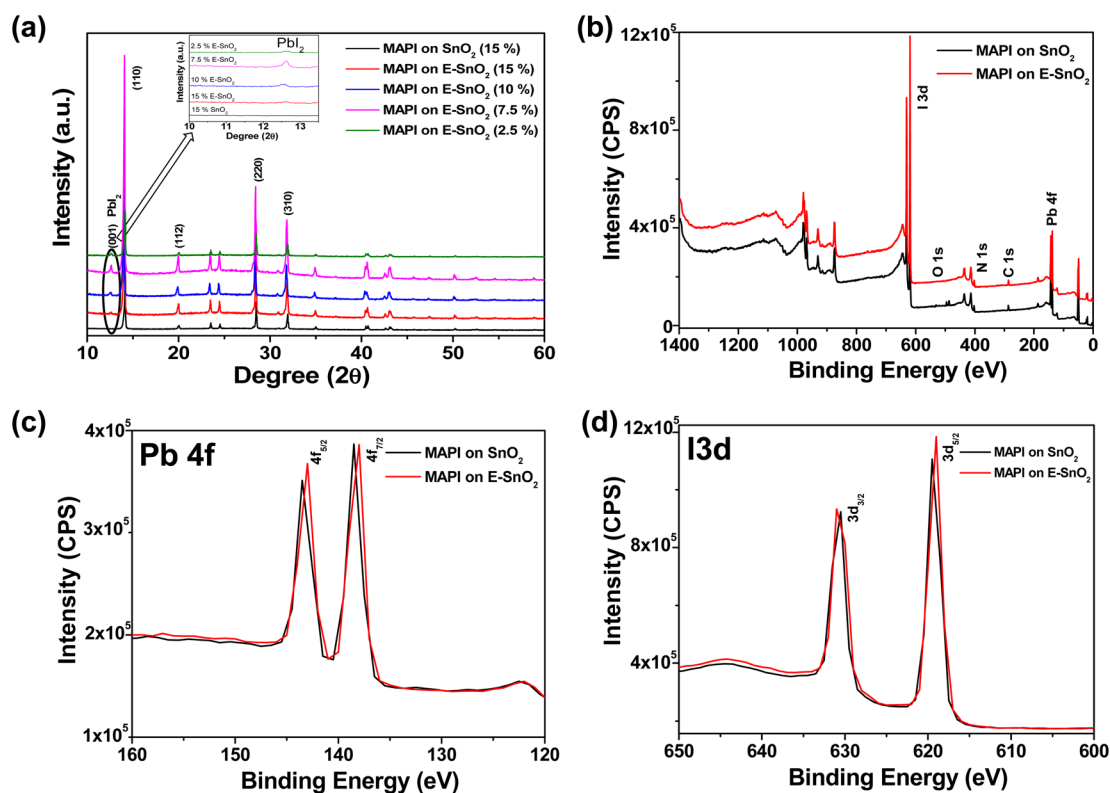 (a)
Intensity (a.u.)
Degree (2θ)
10 20 30 40 50 60
(001) PbI₂
(110)
(112)
(220)
(310)
MAPI on SnO₂ (15 %)
MAPI on E-SnO₂ (15 %)
MAPI on E-SnO₂ (10 %)
MAPI on E-SnO₂ (7.5 %)
MAPI on E-SnO₂ (2.5 %)
Intensity (a.u.)
2.5 % E-SnO₂
PbI₂
7.5 % E-SnO₂
10 % E-SnO₂
15 % E-SnO₂
15 % SnO₂
10 11 12 13
Degree (2θ)
(b)
Intensity (CPS)
12x10⁵
8x10⁵
4x10⁵
0
MAPI on SnO₂
MAPI on E-SnO₂
I 3d
O 1s
N 1s
C 1s
Pb 4f
1400 1200 1000 800 600 400 200 0
Binding Energy (eV)
(c)
Pb 4f
Intensity (CPS)
4x10⁵
3x10⁵
2x10⁵
1x10⁵
4f₅/₂
4f₇/₂
MAPI on SnO₂
MAPI on E-SnO₂
160 150 140 130 120
Binding Energy (eV)
(d)
I3d
Intensity (CPS)
12x10⁵
8x10⁵
4x10⁵
3d₃/₂
3d₅/₂
MAPI on SnO₂
MAPI on E-SnO₂
650 640 630 620 610 600
Binding Energy (eV)